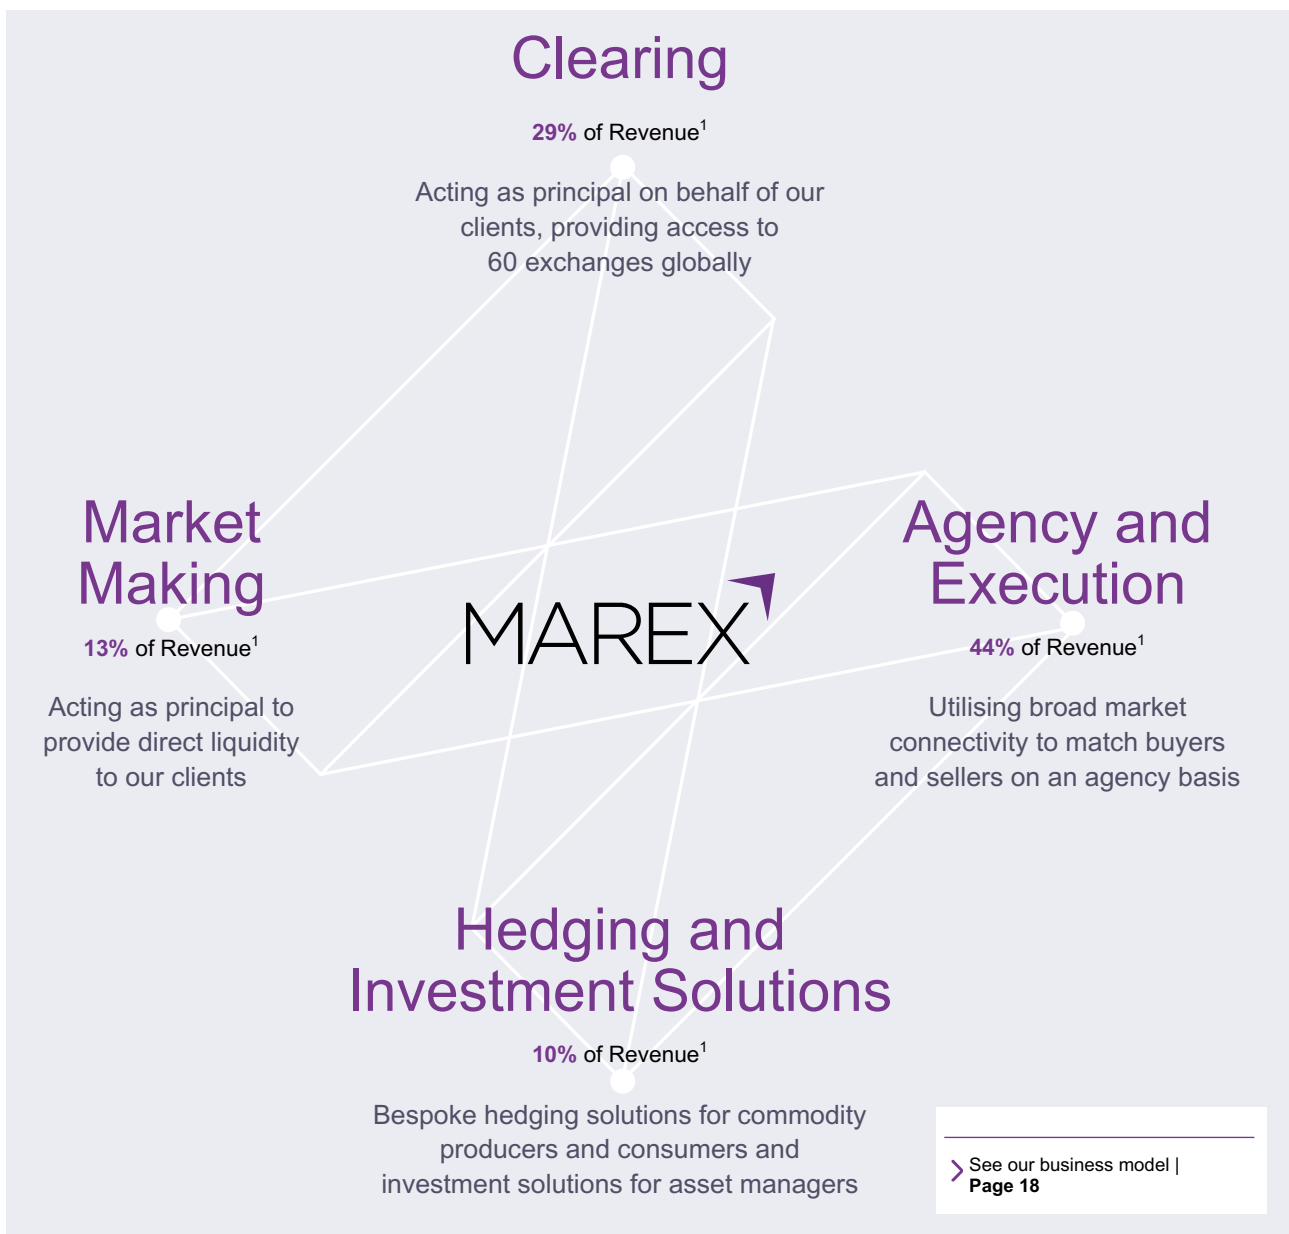 Clearing
29% of Revenue¹
Acting as principal on behalf of our
clients, providing access to
60 exchanges globally
Market
Making
13% of Revenue¹
Acting as principal to
provide direct liquidity
to our clients
MAREX
Agency and
Execution
44% of Revenue¹
Utilising broad market
connectivity to match buyers
and sellers on an agency basis
Hedging and
Investment Solutions
10% of Revenue¹
Bespoke hedging solutions for commodity
producers and consumers and
investment solutions for asset managers
See our business model |
Page 18